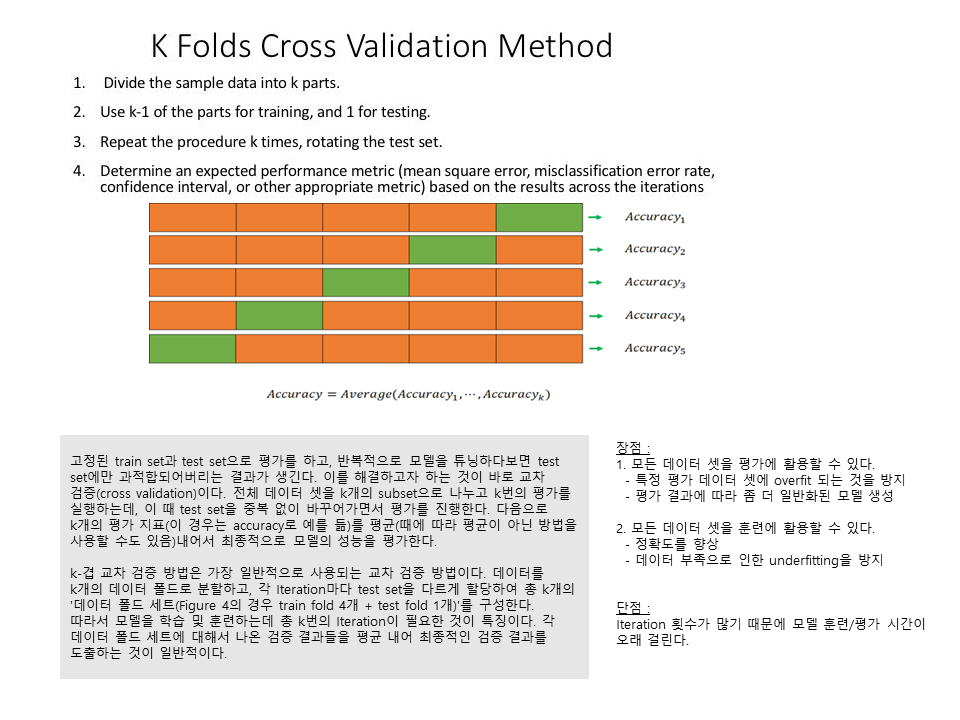 K Folds Cross Validation Method
1. Divide the sample data into k parts.
2. Use k-1 of the parts for training, and 1 for testing.
3. Repeat the procedure k times, rotating the test set.
4. Determine an expected performance metric (mean square error, misclassification error rate,
confidence interval, or other appropriate metric) based on the results across the iterations
Accuracy₁
Accuracy₂
Accuracy₃
Accuracy₄
Accuracy₅
Accuracy = Average(Accuracy₁,⋯,Accuracyₖ)
고정된 train set과 test set으로 평가를 하고, 반복적으로 모델을 튜닝하다보면 test
set에만 과적합되어버리는 결과가 생긴다. 이를 해결하고자 하는 것이 바로 교차
검증(cross validation)이다. 전체 데이터 셋을 k개의 subset으로 나누고 k번의 평가를
실행하는데, 이 때 test set을 중복 없이 바꾸어가면서 평가를 진행한다. 다음으로
k개의 평가 지표(이 경우는 accuracy로 예를 듦)를 평균(때에 따라 평균이 아닌 방법을
사용할 수도 있음)내어서 최종적으로 모델의 성능을 평가한다.
k-겹 교차 검증 방법은 가장 일반적으로 사용되는 교차 검증 방법이다. 데이터를
k개의 데이터 폴드로 분할하고, 각 Iteration마다 test set을 다르게 할당하여 총 k개의
'데이터 폴드 세트(Figure 4의 경우 train fold 4개 + test fold 1개)'를 구성한다.
따라서 모델을 학습 및 훈련하는데 총 k번의 Iteration이 필요한 것이 특징이다. 각
데이터 폴드 세트에 대해서 나온 검증 결과들을 평균 내어 최종적인 검증 결과를
도출하는 것이 일반적이다.
장점 :
1. 모든 데이터 셋을 평가에 활용할 수 있다.
- 특정 평가 데이터 셋에 overfit 되는 것을 방지
- 평가 결과에 따라 좀 더 일반화된 모델 생성
2. 모든 데이터 셋을 훈련에 활용할 수 있다.
- 정확도를 향상
- 데이터 부족으로 인한 underfitting을 방지
단점 :
Iteration 횟수가 많기 때문에 모델 훈련/평가 시간이
오래 걸린다.